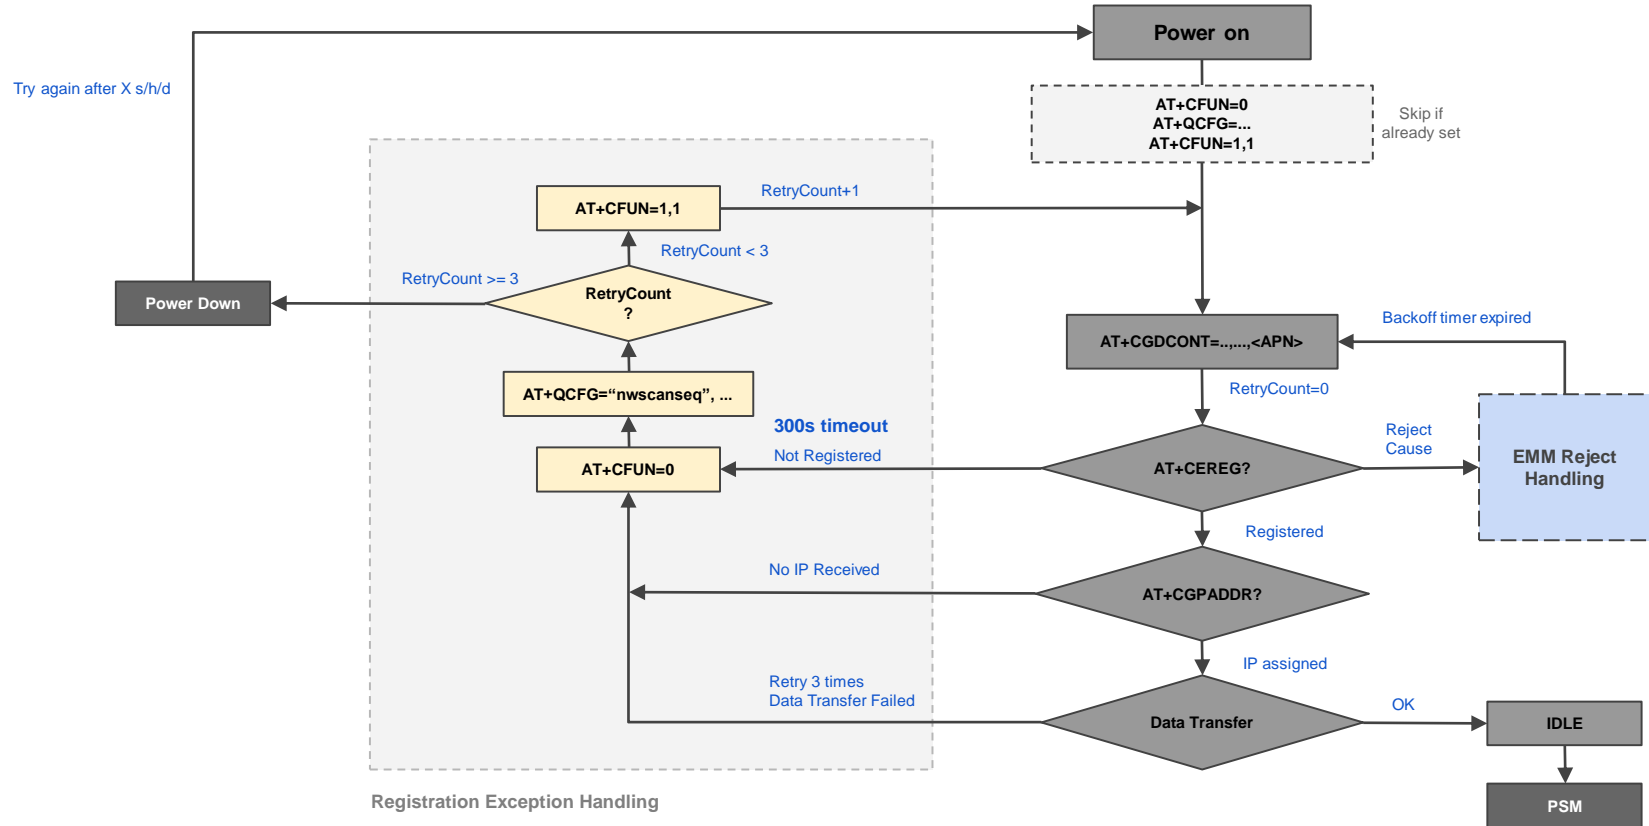 Power on
Try again after X s/h/d
AT+CFUN=0
AT+QCFG=...
AT+CFUN=1,1
Skip if
already set
AT+CFUN=1,1
RetryCount+1
RetryCount < 3
RetryCount >= 3
RetryCount
?
Power Down
Backoff timer expired
AT+CGDCONT=..,...,<APN>
AT+QCFG=“nwscanseq”, ...
RetryCount=0
300s timeout
Not Registered
AT+CFUN=0
AT+CEREG?
Reject
Cause
EMM Reject
Handling
Registered
No IP Received
AT+CGPADDR?
IP assigned
Retry 3 times
Data Transfer Failed
Data Transfer
OK
IDLE
PSM
Registration Exception Handling